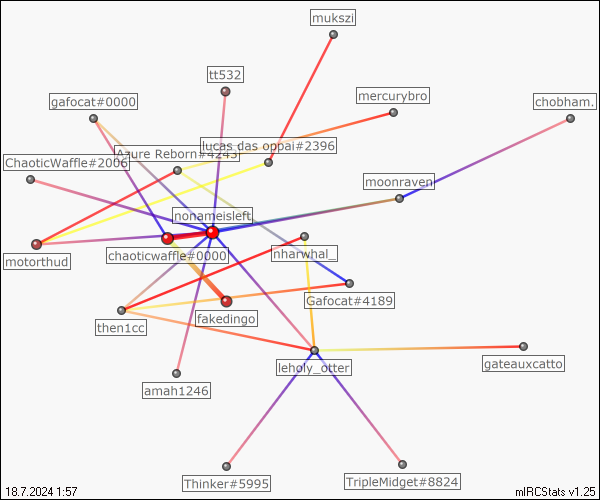 mukszi
tt532
mercurybro
gafocat#0000
chobham.
lucas das oppai#2396
Azure Reborn#4243
ChaoticWaffle#2006
moonraven
nonameisleft
chaoticwaffle#0000
nharwhal_
motorthud
Gafocat#4189
fakedingo
then1cc
leholy_otter
gateauxcatto
amah1246
Thinker#5995
TripleMidget#8824
18.7.2024 1:57
mIRCStats v1.25